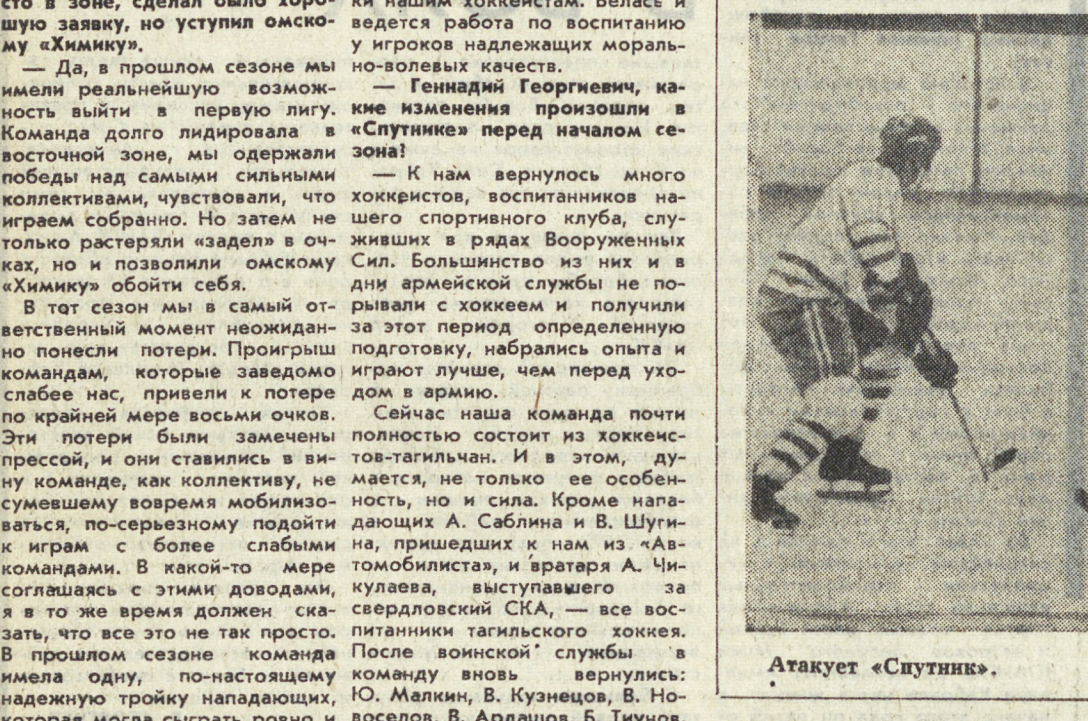 сто в зоне, сделал было хоро-
шую заявку, но уступил омско-
му «Химику».
— Да, в прошлом сезоне мы
имели реальнейшую возмож-
ность выйти в первую лигу.
Команда долго лидировала в
восточной зоне, мы одержали
победы над самыми сильными
коллективами, чувствовали, что
играем собранно. Но затем не
только растеряли «задел» в оч-
ках, но и позволили омскому
«Химику» обойти себя.
В тот сезон мы в самый от-
ветственный момент неожидан-
но понесли потери. Проигрыш
командам, которые заведомо
слабее нас, привели к потере
по крайней мере восьми очков.
Эти потери были замечены
прессой, и они ставились в ви-
ну команде, как коллективу, не
сумевшему вовремя мобилизо-
ваться, по-серьезному подойти
к играм с более слабыми
командами. В какой-то мере
соглашаясь с этими доводами,
я в то же время должен ска-
зать, что все это не так просто.
В прошлом сезоне команда
имела одну, по-настоящему
надежную тройку нападающих,
которая могла сыграть ровно и
ки нашим хоккеистам. Велась и
ведется работа по воспитанию
у игроков надлежащих мораль-
но-волевых качеств.
— Геннадий Георгиевич, ка-
кие изменения произошли в
«Спутнике» перед началом се-
зона?
— К нам вернулось много
хоккеистов, воспитанников на-
шего спортивного клуба, слу-
живших в рядах Вооруженных
Сил. Большинство из них и в
дни армейской службы не по-
рывали с хоккеем и получили
за этот период определенную
подготовку, набрались опыта и
играют лучше, чем перед ухо-
дом в армию.
Сейчас наша команда почти
полностью состоит из хоккеис-
тов-тагильчан. И в этом, ду-
мается, не только ее особен-
ность, но и сила. Кроме напа-
дающих А. Саблина и В. Шуги-
на, пришедших к нам из «Ав-
томобилиста», и вратаря А. Чи-
кулаева, выступавшего за
свердловский СКА, — все вос-
питанники тагильского хоккея.
После воинской службы в
команду вновь вернулись:
Ю. Малкин, В. Кузнецов, В. Но-
воселов, В. Ардашов, Б. Тиунов,
Атакует «Спутник».